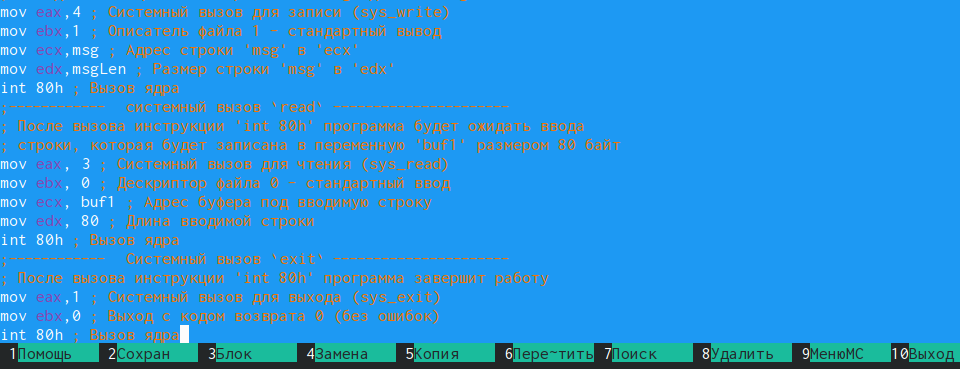 mov eax,4 ; Системный вызов для записи (sys_write)
mov ebx,1 ; Описатель файла 1 - стандартный вывод
mov ecx,msg ; Адрес строки 'msg' в 'ecx'
mov edx,msgLen ; Размер строки 'msg' в 'edx'
int 80h ; Вызов ядра
;------------ системный вызов `read` ----------------------
; После вызова инструкции 'int 80h' программа будет ожидать ввода
; строки, которая будет записана в переменную 'buf1' размером 80 байт
mov eax, 3 ; Системный вызов для чтения (sys_read)
mov ebx, 0 ; Дескриптор файла 0 - стандартный ввод
mov ecx, buf1 ; Адрес буфера под вводимую строку
mov edx, 80 ; Длина вводимой строки
int 80h ; Вызов ядра
;------------ Системный вызов `exit` ----------------------
; После вызова инструкции 'int 80h' программа завершит работу
mov eax,1 ; Системный вызов для выхода (sys_exit)
mov ebx,0 ; Выход с кодом возврата 0 (без ошибок)
int 80h ; Вызов ядра
1Помощь 2Сохран 3Блок 4Замена 5Копия 6Пере~тить 7Поиск 8Удалить 9МенюМС 10Выход